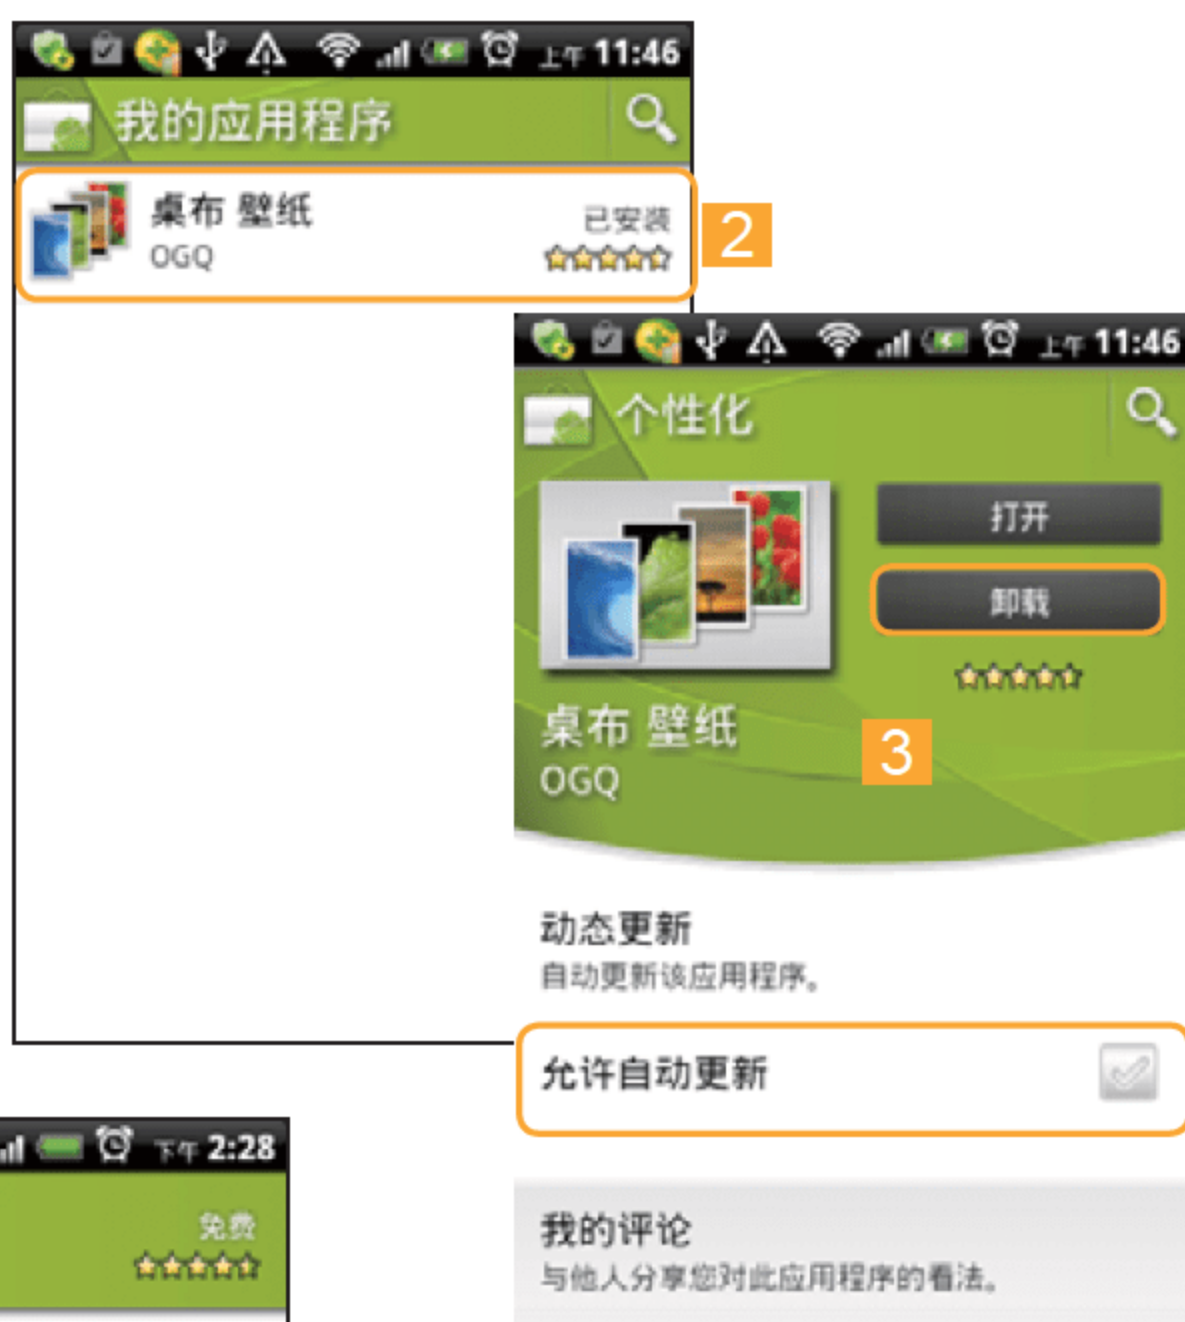 上午 11:46
我的应用程序
桌布 壁纸
已安装
OGQ
2
上午 11:46
个性化
打开
卸载
桌布 壁纸
3
OGQ
动态更新
自动更新该应用程序。
允许自动更新
下午 2:28
免费
我的评论
与他人分享您对此应用程序的看法。